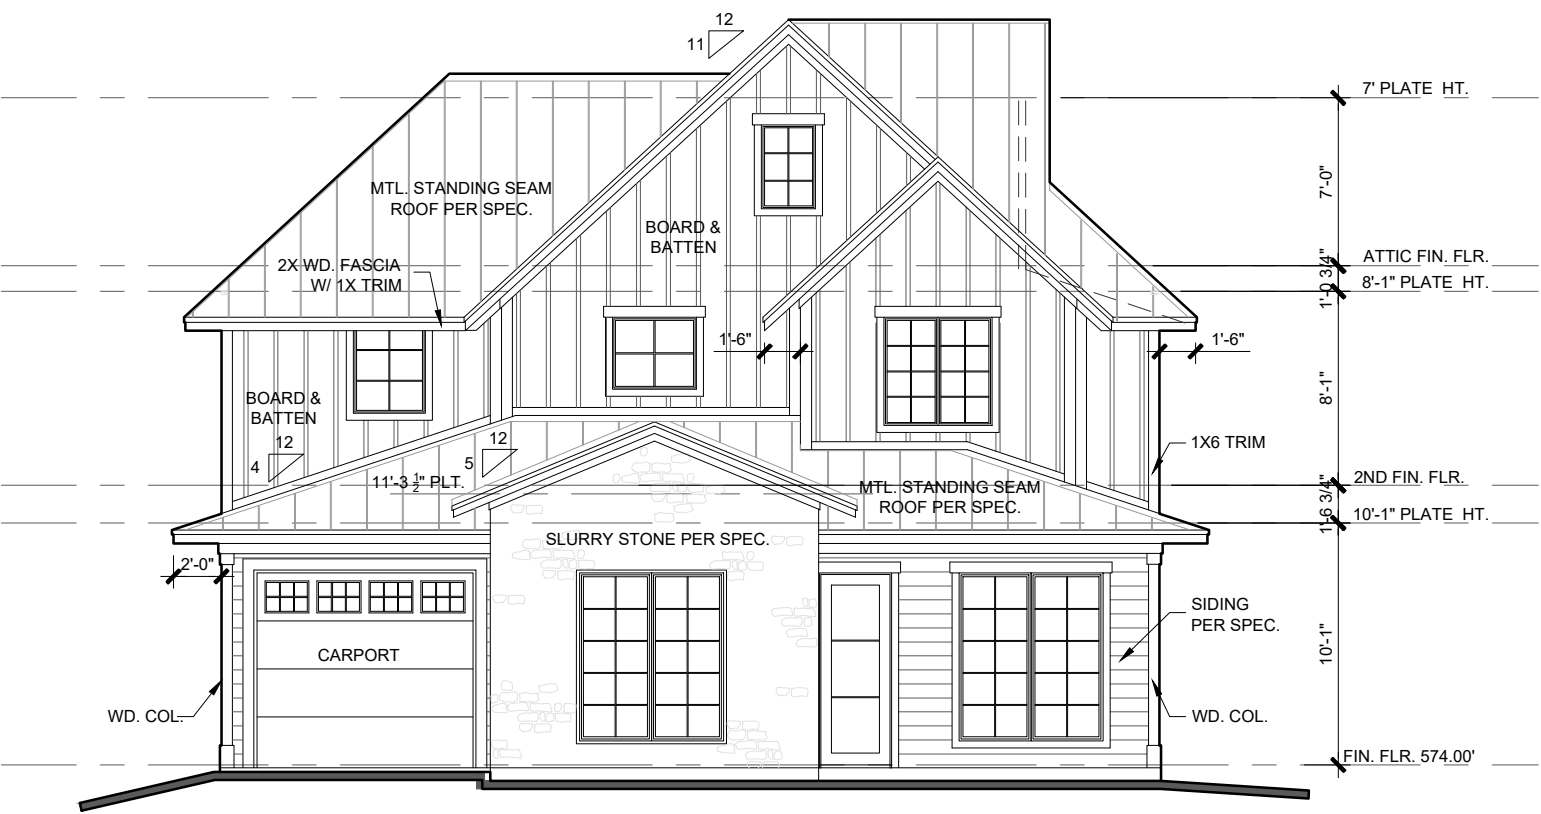 12
11
7' PLATE HT.
7'-0"
MTL. STANDING SEAM
ROOF PER SPEC.
BOARD &
BATTEN
2X WD. FASCIA
W/ 1X TRIM
ATTIC FIN. FLR.
1'-0 3/4"
8'-1" PLATE HT.
1'-6"
1'-6"
8'-1"
BOARD &
BATTEN
12
4
12
5
1X6 TRIM
11'-3 1/2" PLT.
MTL. STANDING SEAM
ROOF PER SPEC.
2ND FIN. FLR.
1'-6 3/4"
10'-1" PLATE HT.
SLURRY STONE PER SPEC.
2'-0"
SIDING
PER SPEC.
CARPORT
10'-1"
WD. COL.
WD. COL.
FIN. FLR. 574.00'